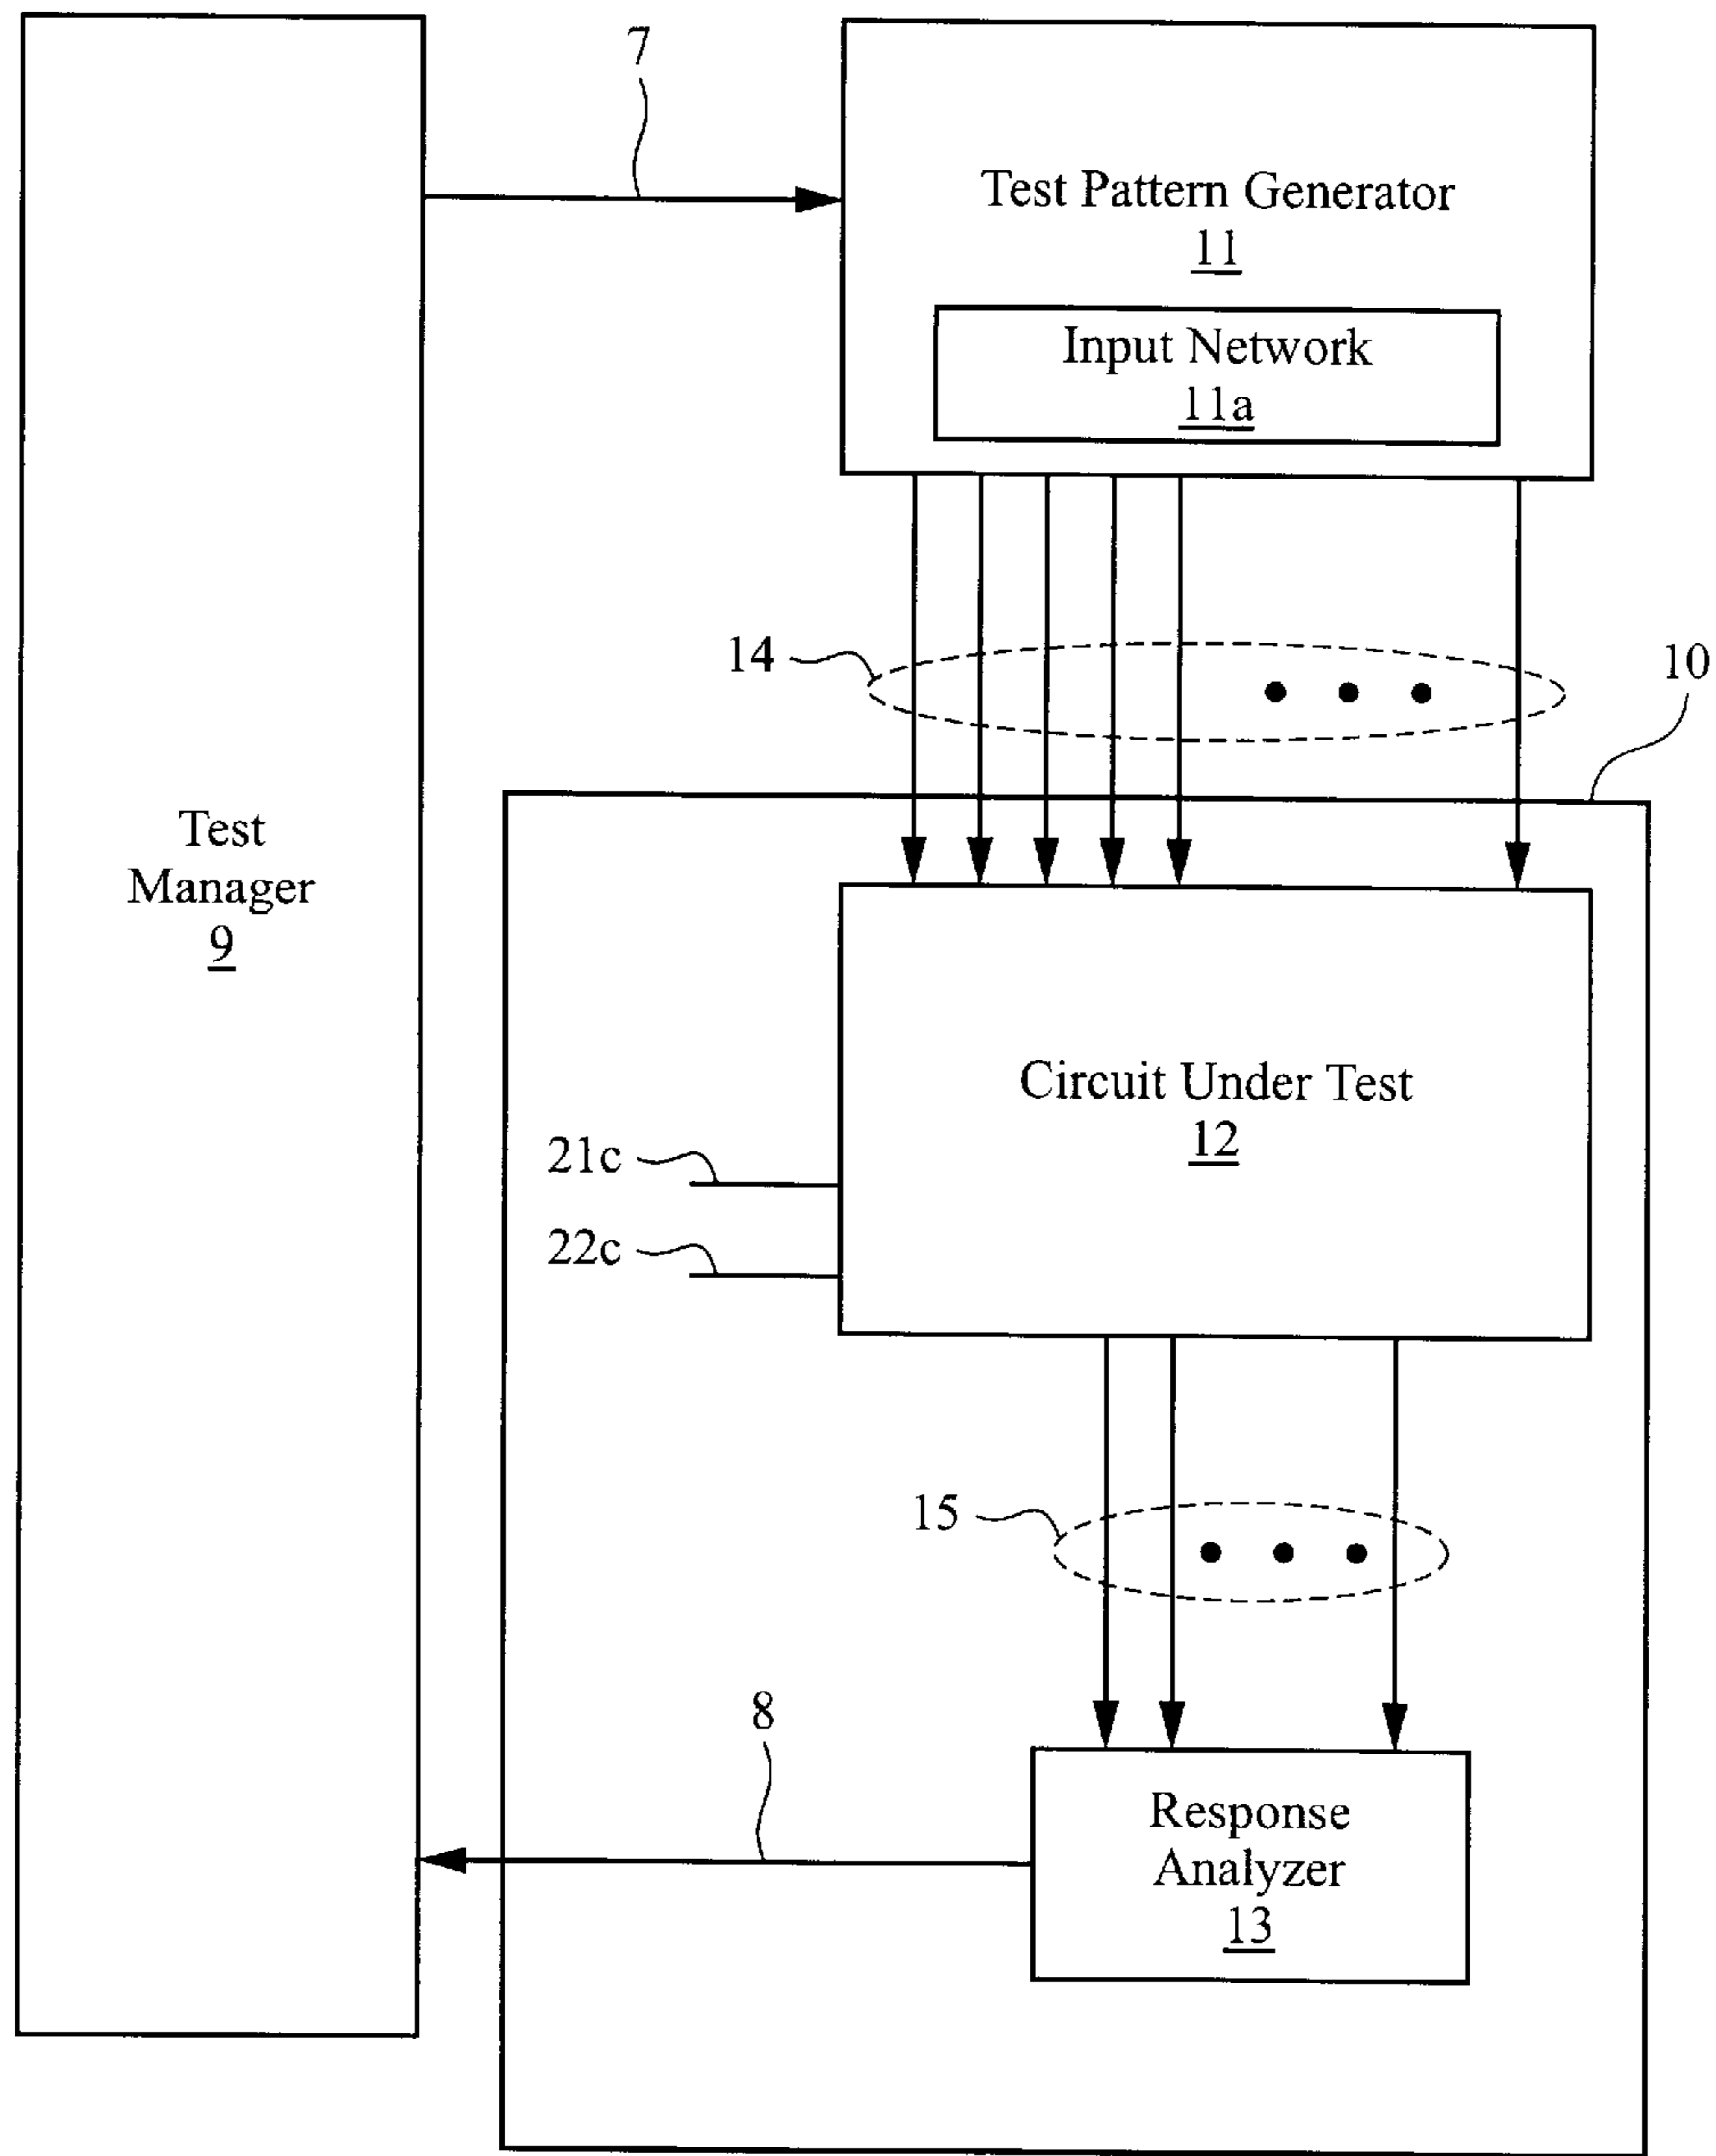 7
Test Pattern Generator
11
Input Network
11a
14
10
Test
Manager
9
Circuit Under Test
12
21c
22c
15
8
Response
Analyzer
13